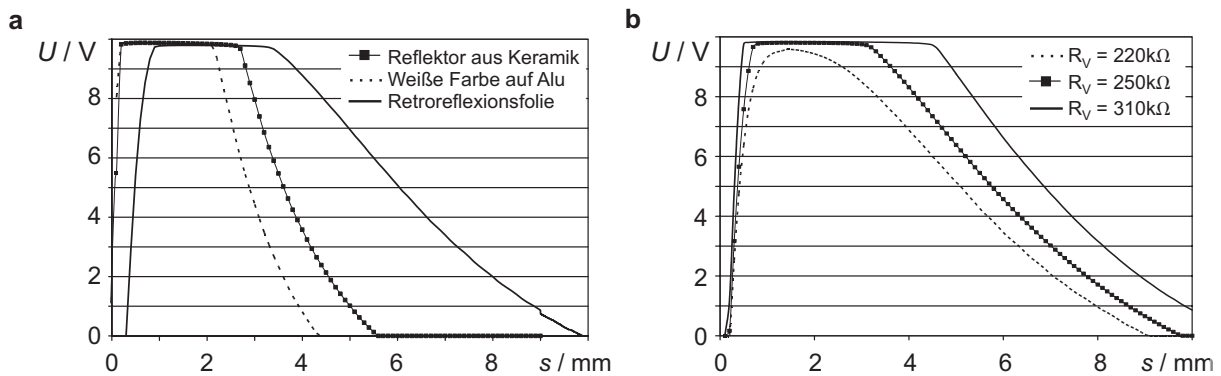 a
U / V
Reflektor aus Keramik
Weiße Farbe auf Alu
Retroreflexionsfolie
8
6
4
2
0
0 2 4 6 8 s / mm
b
U / V
R_V = 220kΩ
R_V = 250kΩ
R_V = 310kΩ
8
6
4
2
0
0 2 4 6 8 s / mm